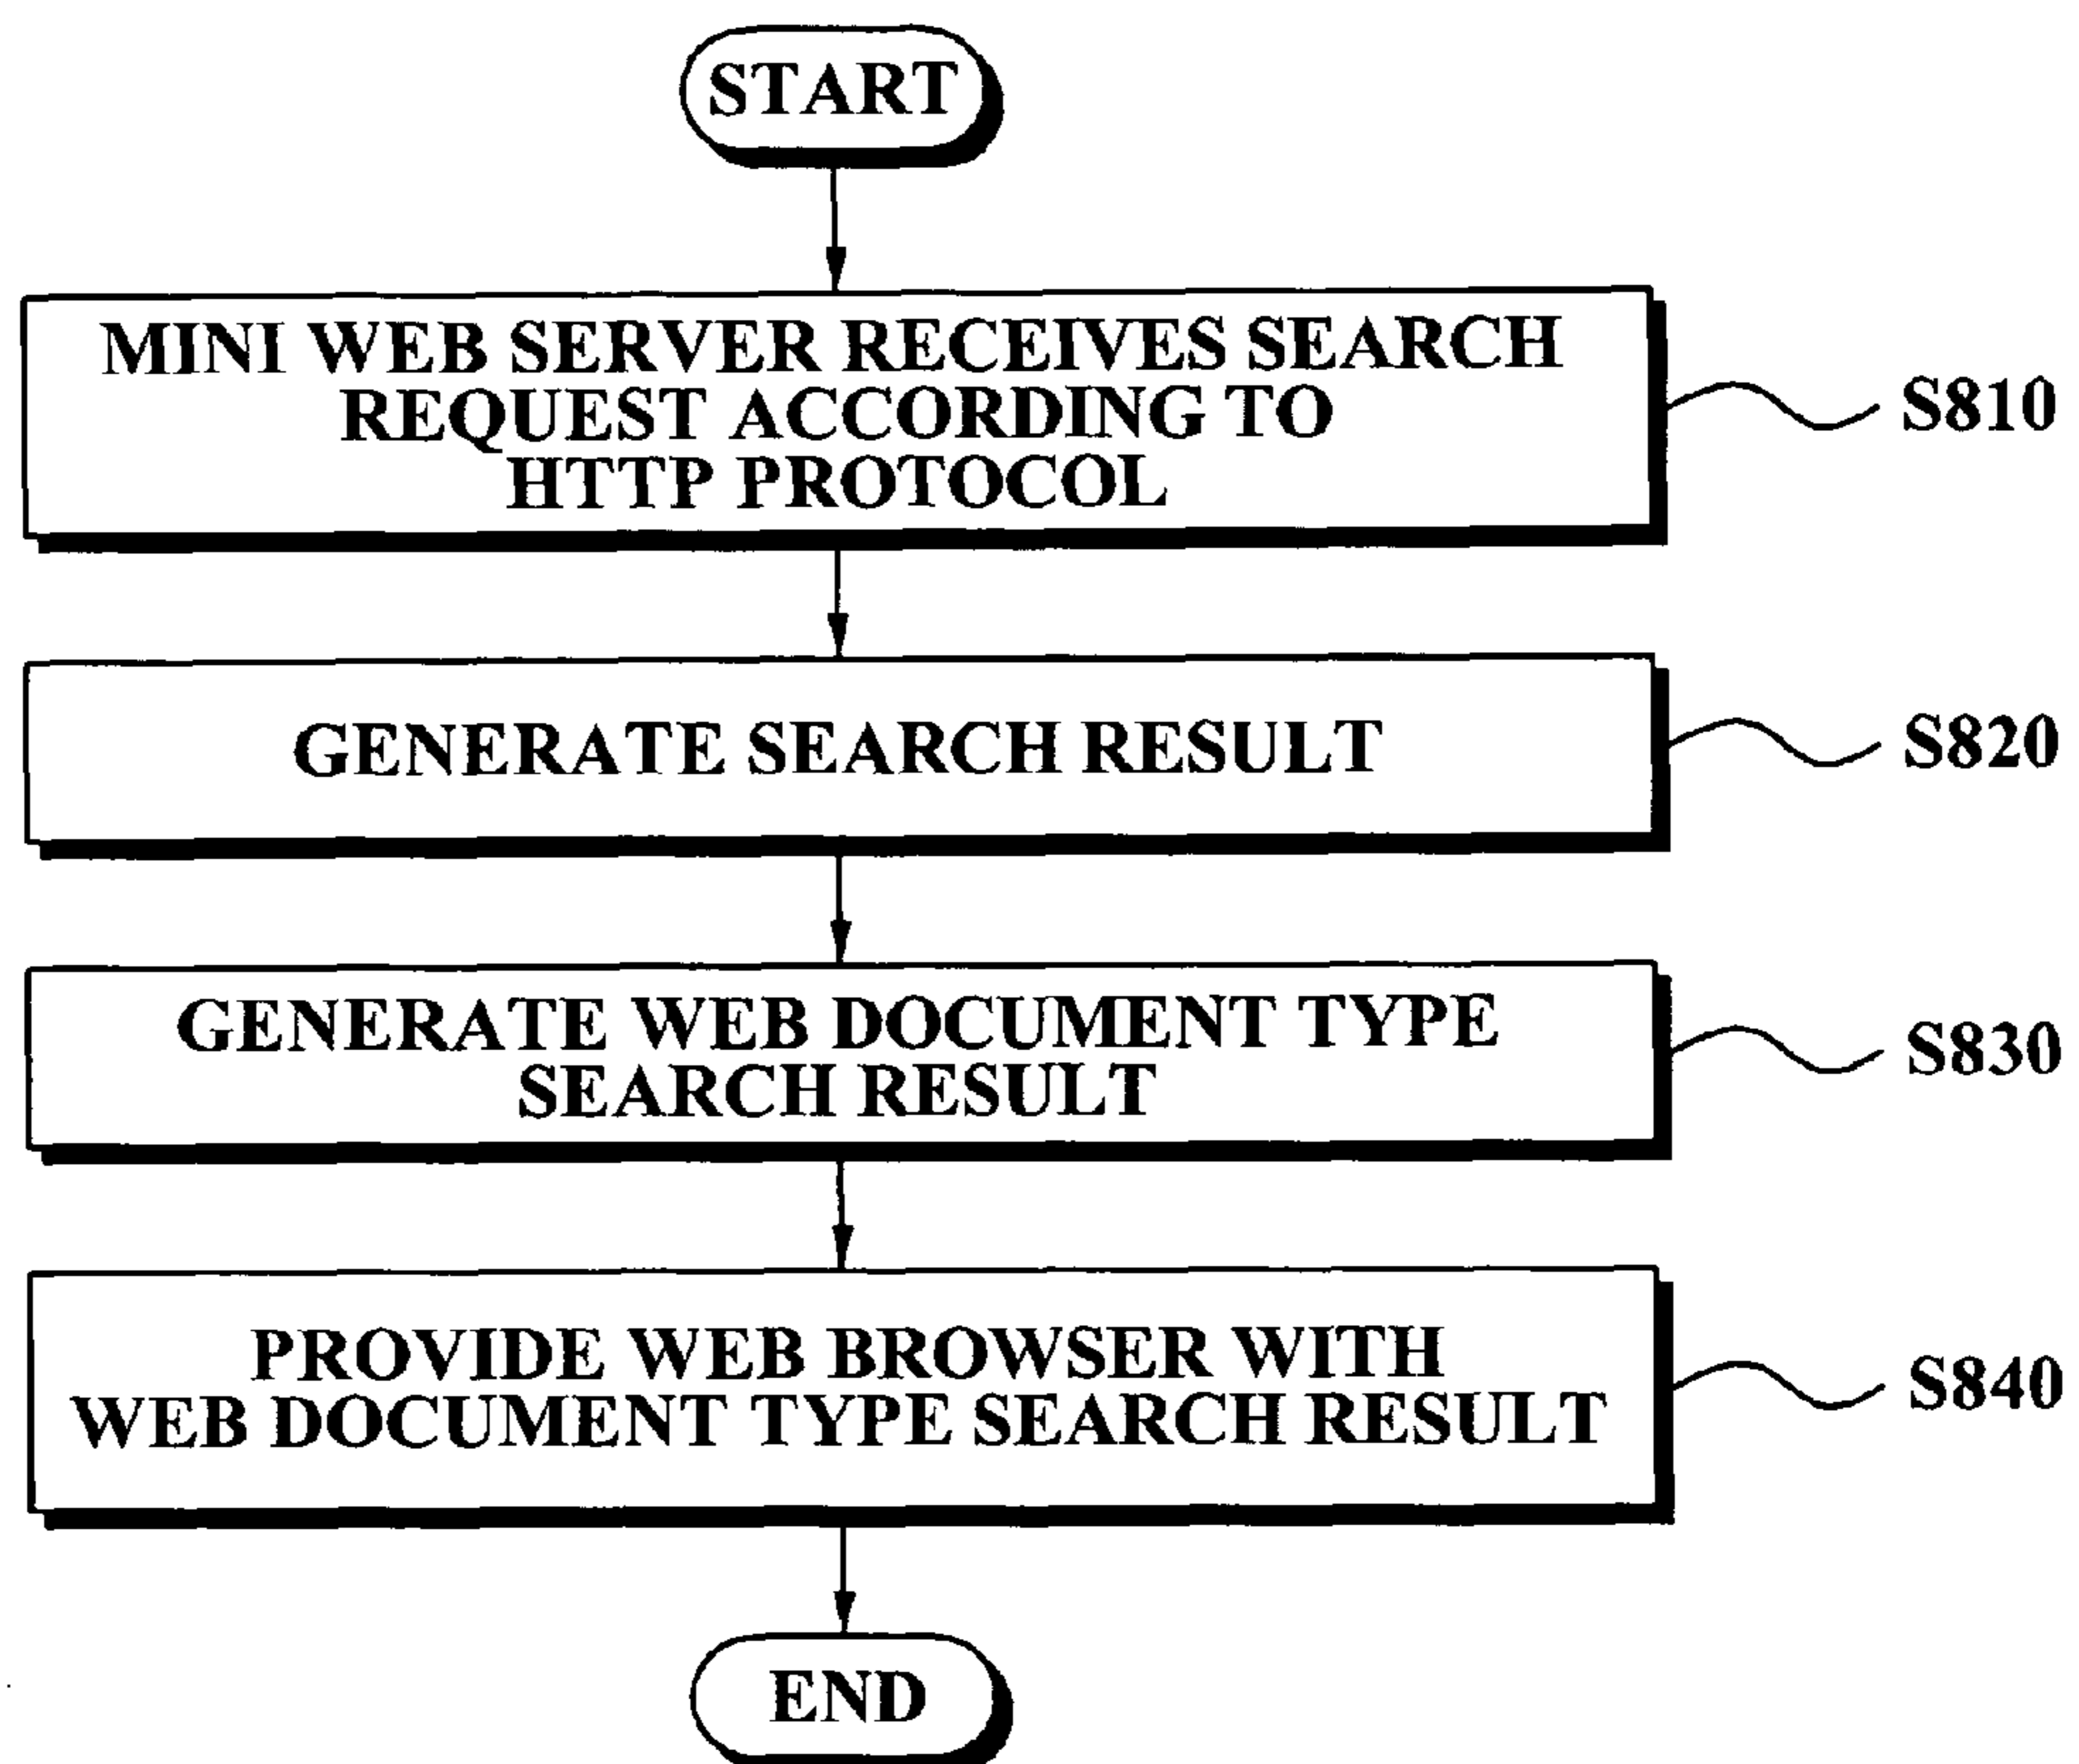 START
MINI WEB SERVER RECEIVES SEARCH
REQUEST ACCORDING TO
HTTP PROTOCOL
S810
GENERATE SEARCH RESULT
S820
GENERATE WEB DOCUMENT TYPE
SEARCH RESULT
S830
PROVIDE WEB BROWSER WITH
WEB DOCUMENT TYPE SEARCH RESULT
S840
END